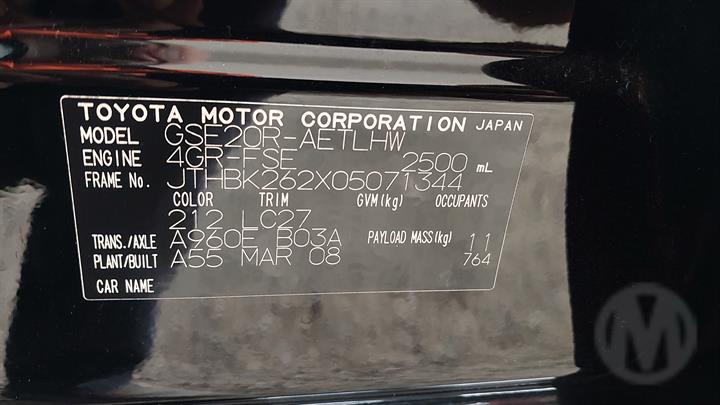 TOYOTA MOTOR CORPORATION JAPAN
MODEL GSE20R-AETLHW
ENGINE 4GR-FSE 2500 mL
FRAME No. JTHBK262X05071344
COLOR TRIM GVM(kg) OCCUPANTS
212 LC27
TRANS./AXLE A960E B03A PAYLOAD MASS(kg) 11
PLANT/BUILT A55 MAR 08 764
CAR NAME
M